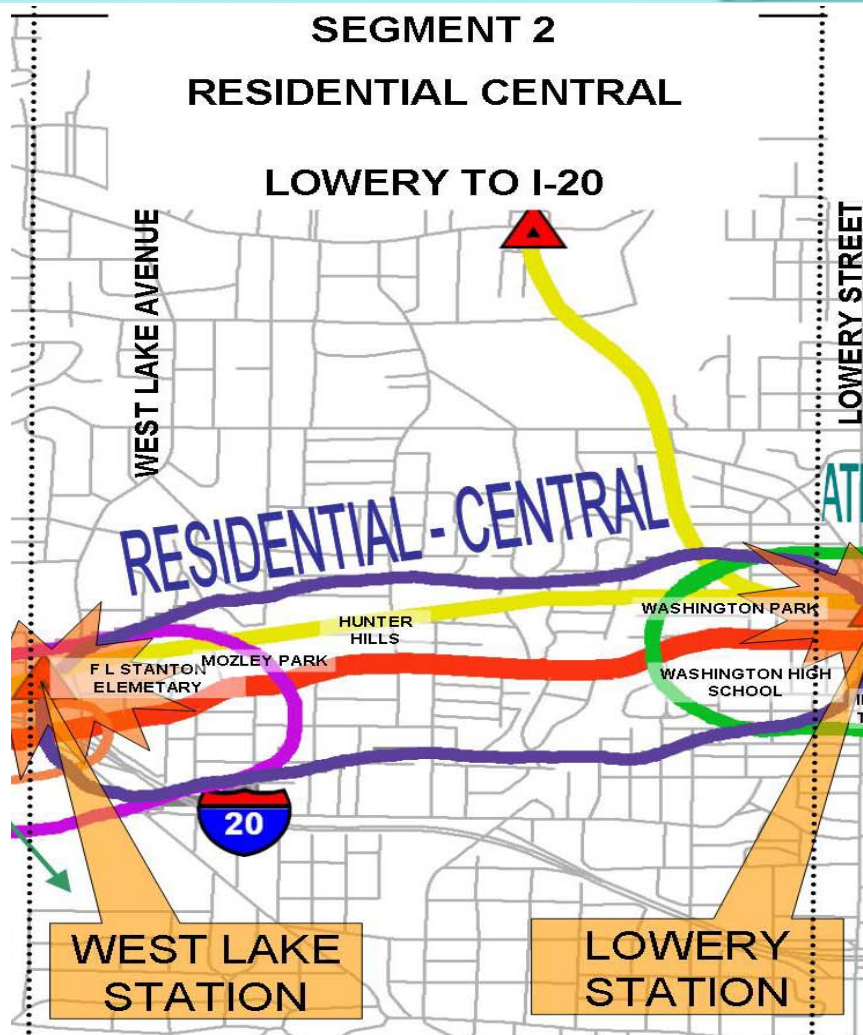 SEGMENT 2
RESIDENTIAL CENTRAL
LOWERY TO I-20
WEST LAKE AVENUE
LOWERY STREET
RESIDENTIAL - CENTRAL
HUNTER
HILLS
WASHINGTON PARK
MOZLEY PARK
F L STANTON
ELEMETARY
WASHINGTON HIGH
SCHOOL
20
WEST LAKE
STATION
LOWERY
STATION